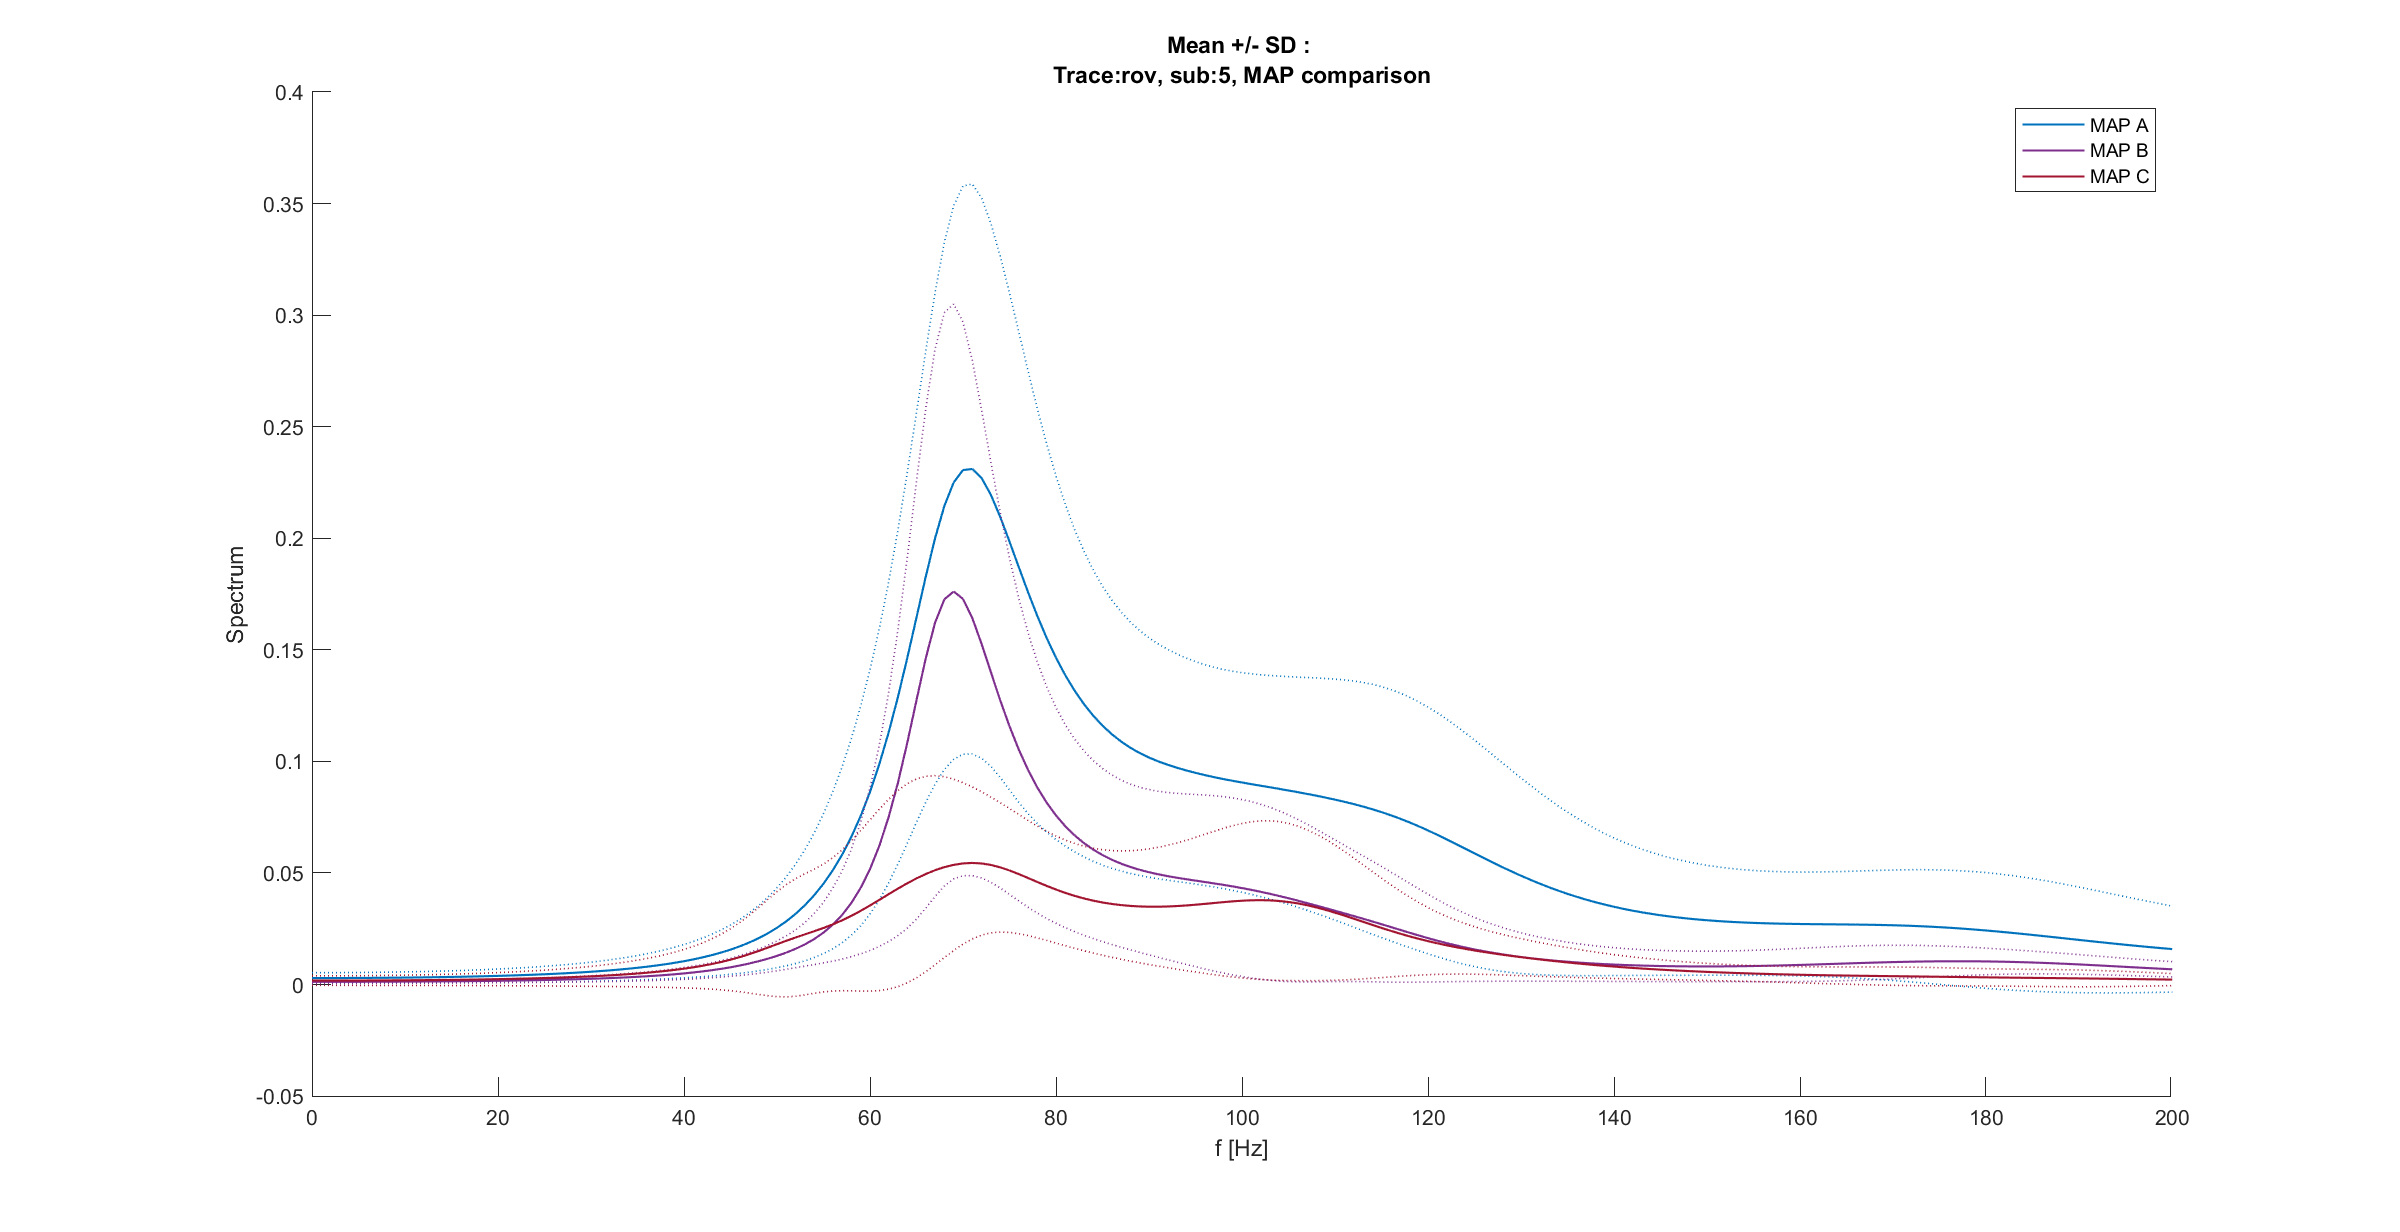 Mean +/- SD :
Trace:rov, sub:5, MAP comparison
0.4
0.35
0.3
0.25
0.2
0.15
0.1
0.05
0
-0.05
Spectrum
MAP A
MAP B
MAP C
0 20 40 60 80 100 120 140 160 180 200
f [Hz]